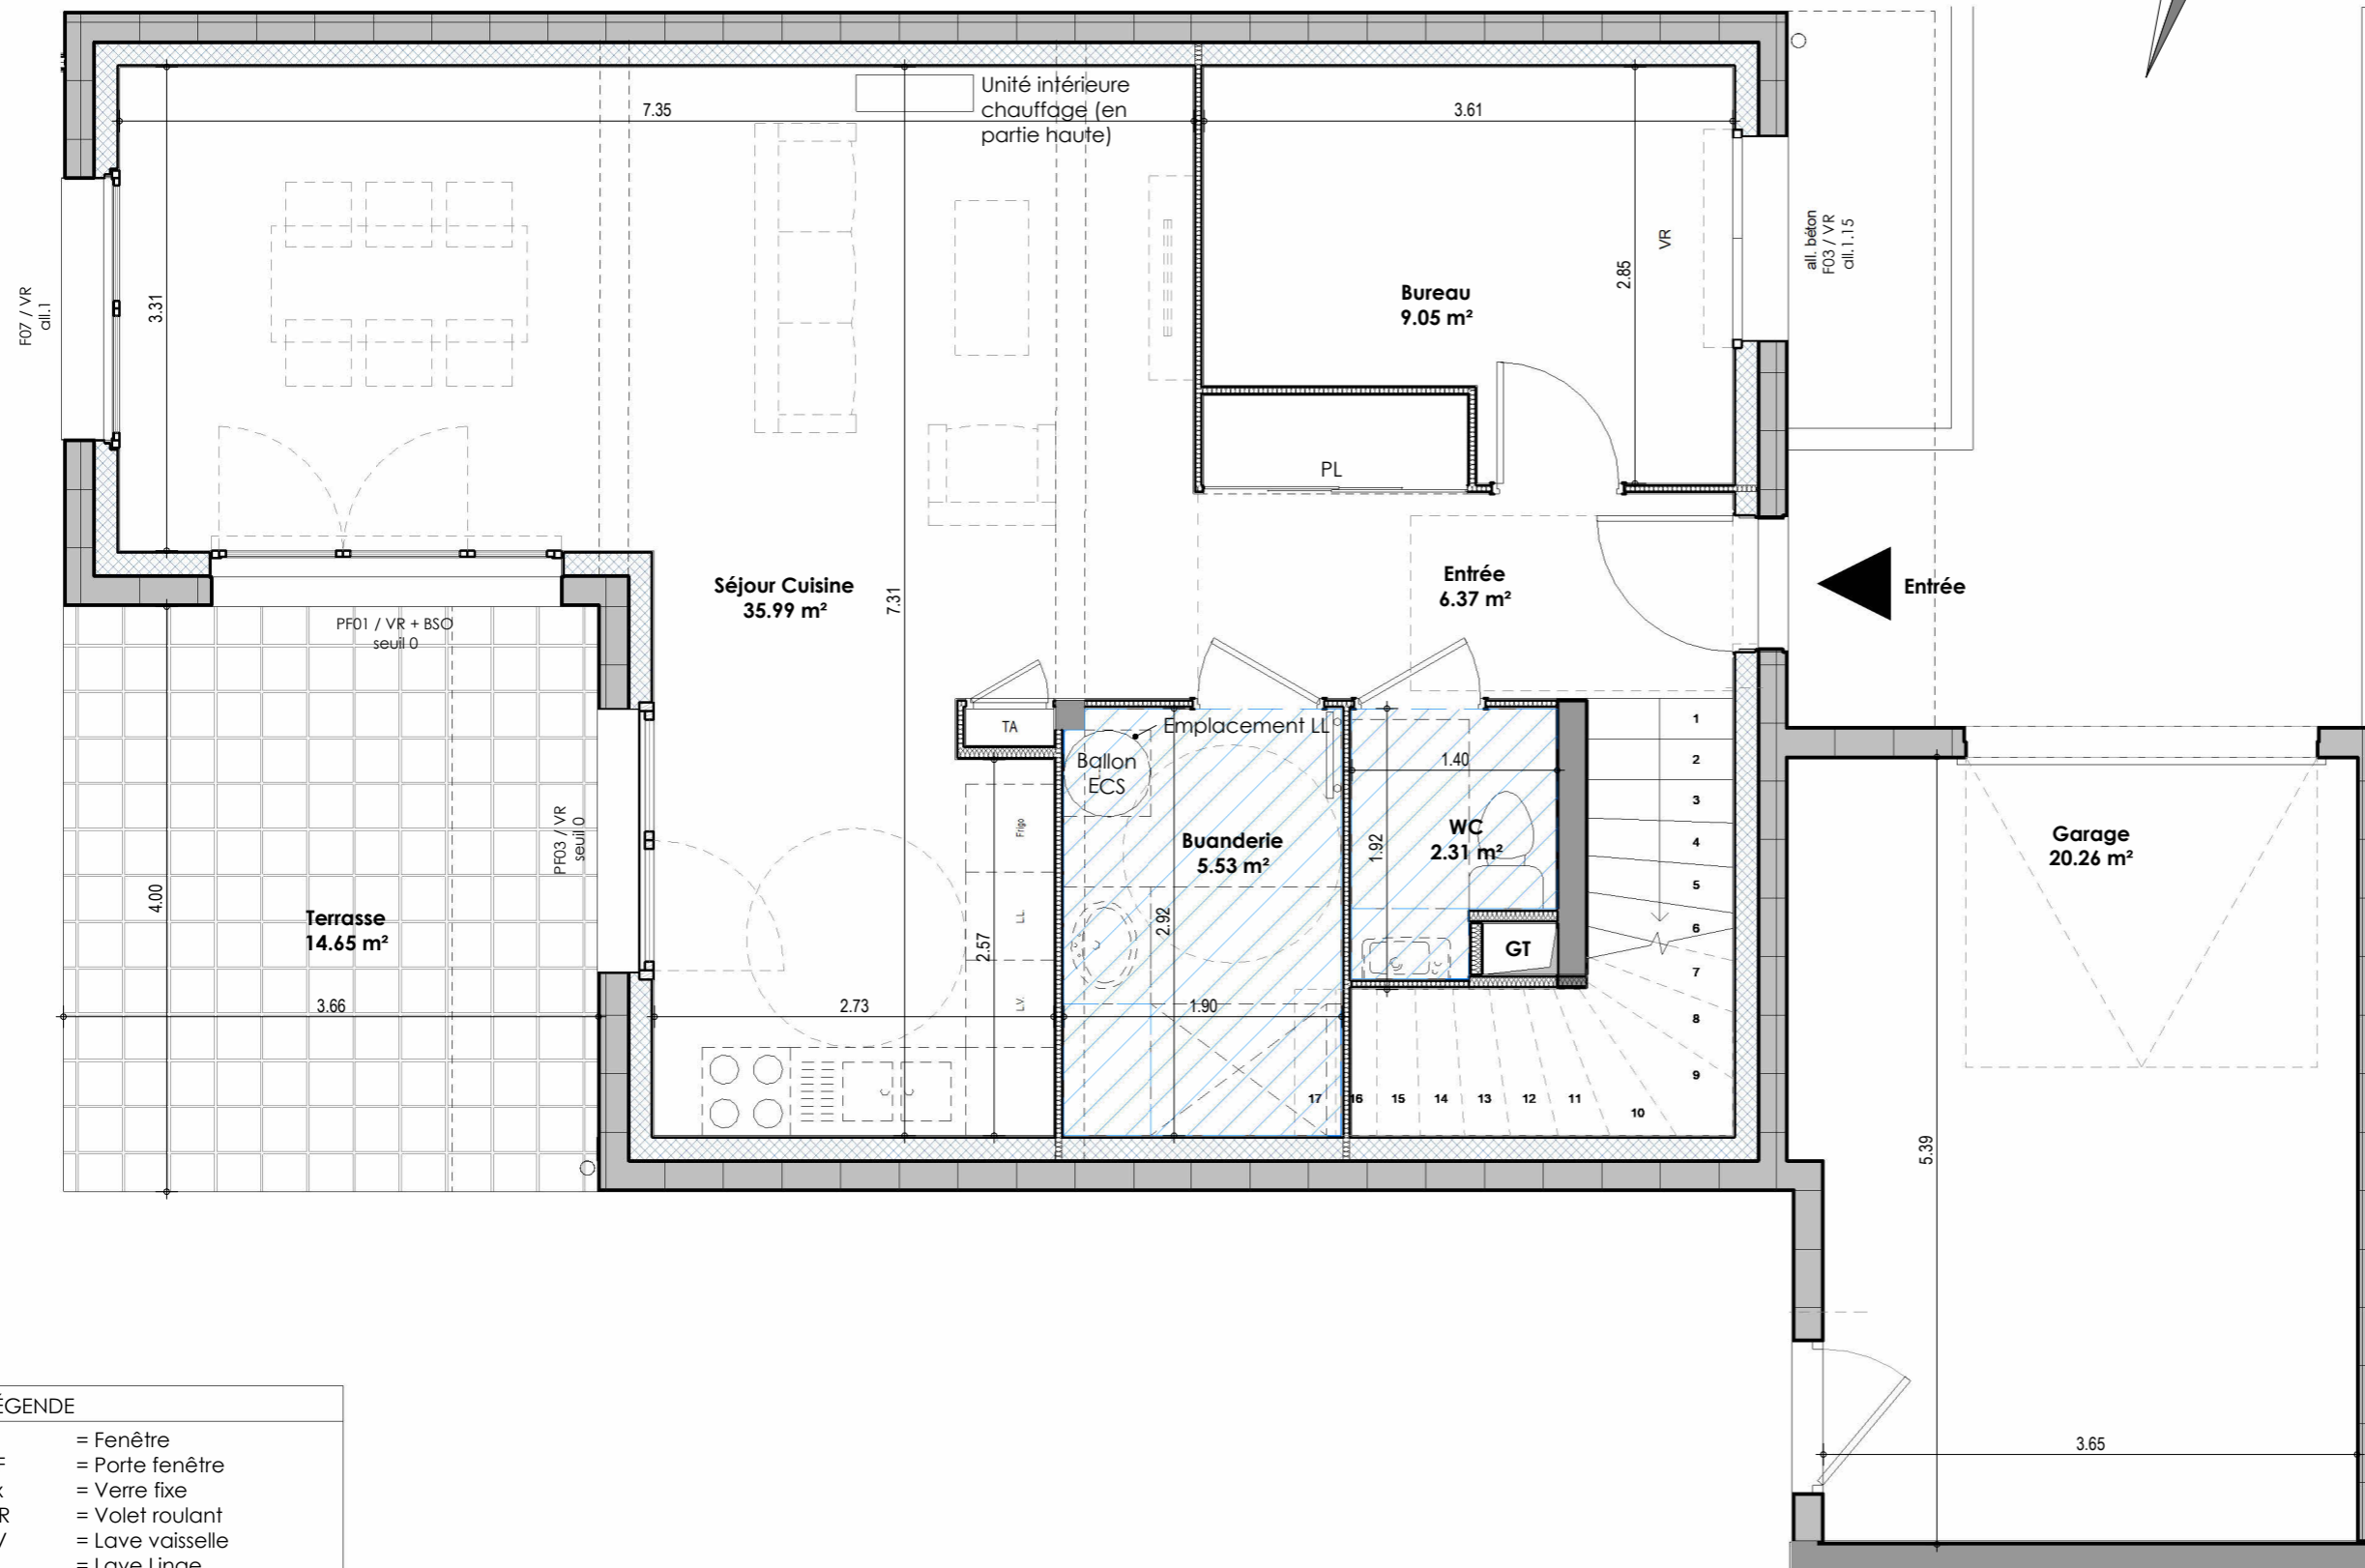 Unité intérieure
chauffage (en
partie haute)
7.35
3.61
3.31
2.85
VR
all. béton
F03 / VR
all.1.15
F07 / VR
all.1
Bureau
9.05 m²
PL
Séjour Cuisine
35.99 m²
7.31
Entrée
6.37 m²
Entrée
PF01 / VR + BSO
seuil 0
TA
Emplacement LL
Ballon
ECS
1.40
1
2
3
4
5
6
7
8
9
10
11
12
13
14
15
16
17
Frigo
LL
LV.
Buanderie
5.53 m²
WC
2.31 m²
1.92
Garage
20.26 m²
PF03 / VR
seuil 0
4.00
Terrasse
14.65 m²
2.57
2.92
GT
3.66
2.73
1.90
5.39
3.65
ÉGENDE
= Fenêtre
= Porte fenêtre
= Verre fixe
= Volet roulant
= Lave vaisselle
= Lave Linge